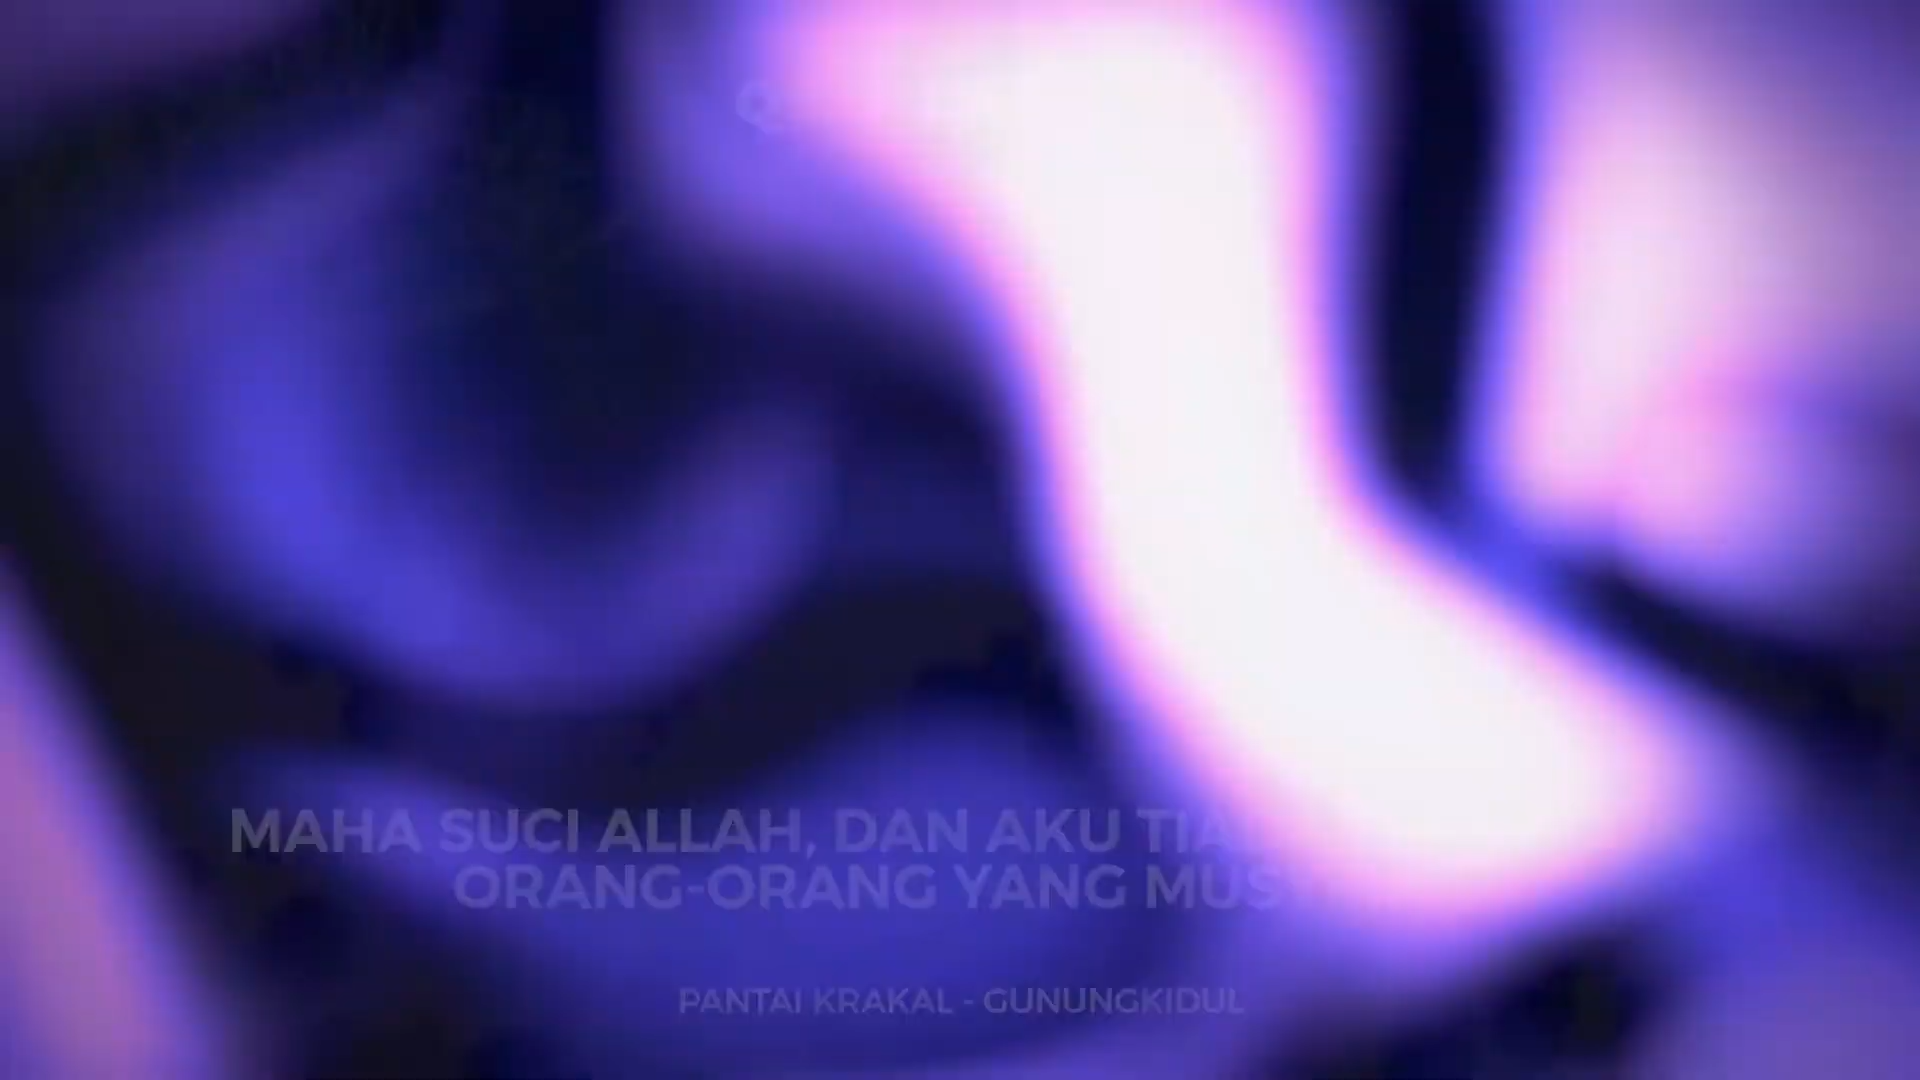 MAHA SUCI ALLAH, DAN AKU
ORANG-ORANG YANG
PANTAI KRAKAL - GUNUNGKIDUL